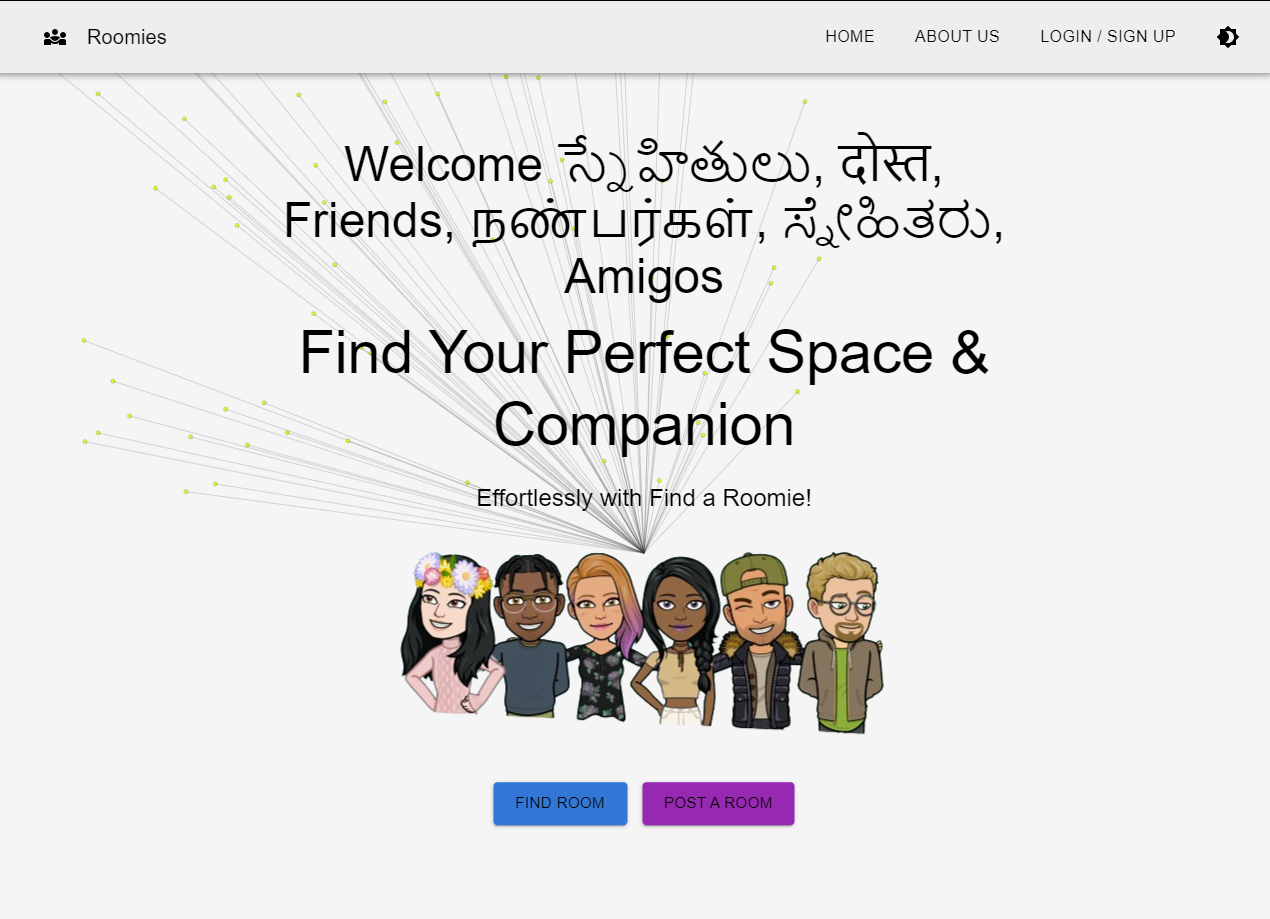 Roomies
HOME
ABOUT US
LOGIN / SIGN UP
Welcome స్నేహితులు, दोस्त,
Friends, நண்பர்கள், ಸ್ನೇಹಿತರು,
Amigos
Find Your Perfect Space &
Companion
Effortlessly with Find a Roomie!
FIND ROOM
POST A ROOM